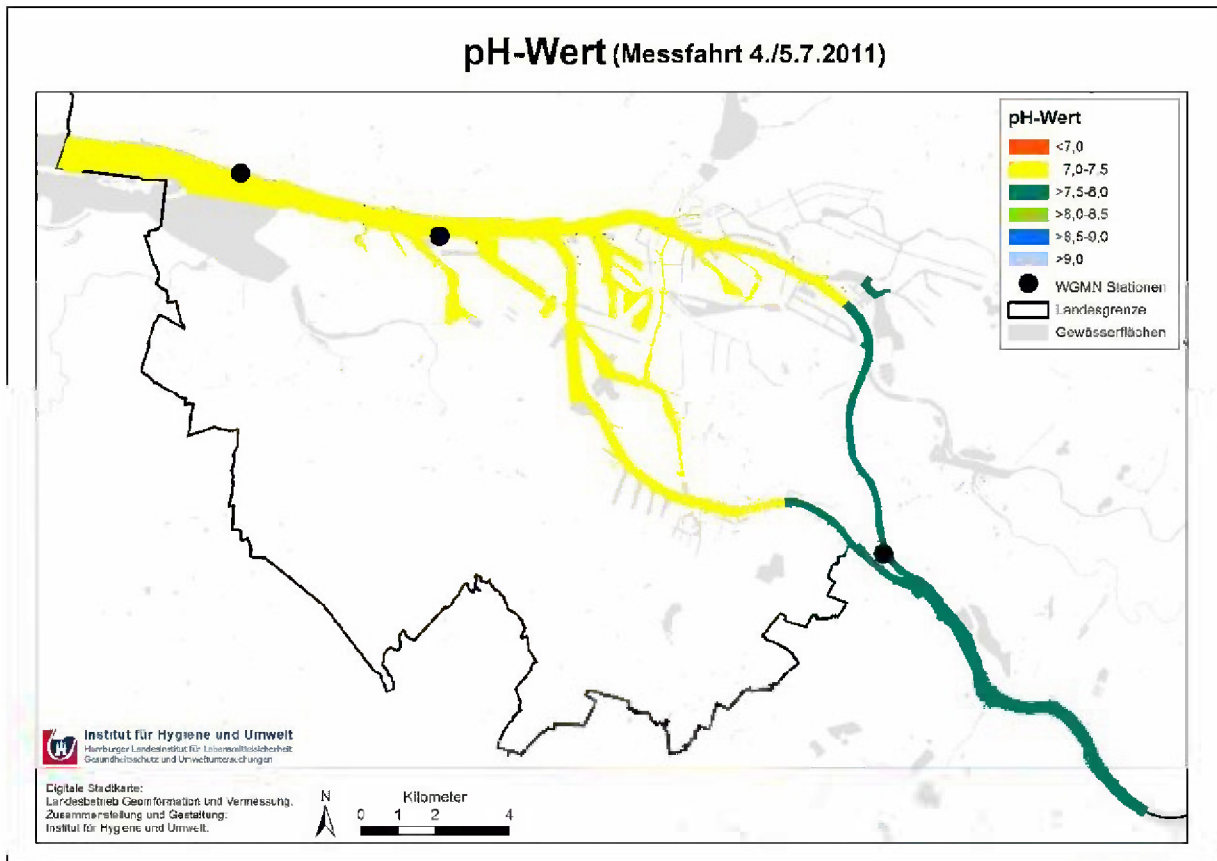 pH-Wert (Messfahrt 4./5.7.2011)
pH-Wert
<7,0
7,0-7,5
>7,5-8,0
>8,0-8,5
>8,5-9,0
>9,0
WGMN Stationen
Landesgrenze
Gewässerflächen
Institut für Hygiene und Umwelt
Hamburger Landesinstitut für Lebensmittelsicherheit
Gesundheitsschutz und Umweltuntersuchungen
Digitale Stadtkarte:
Landesbetrieb Geoinformation und Vermessung.
Zusammenstellung und Gestaltung:
Institut für Hygiene und Umwelt.
N
Kilometer
0 1 2 4